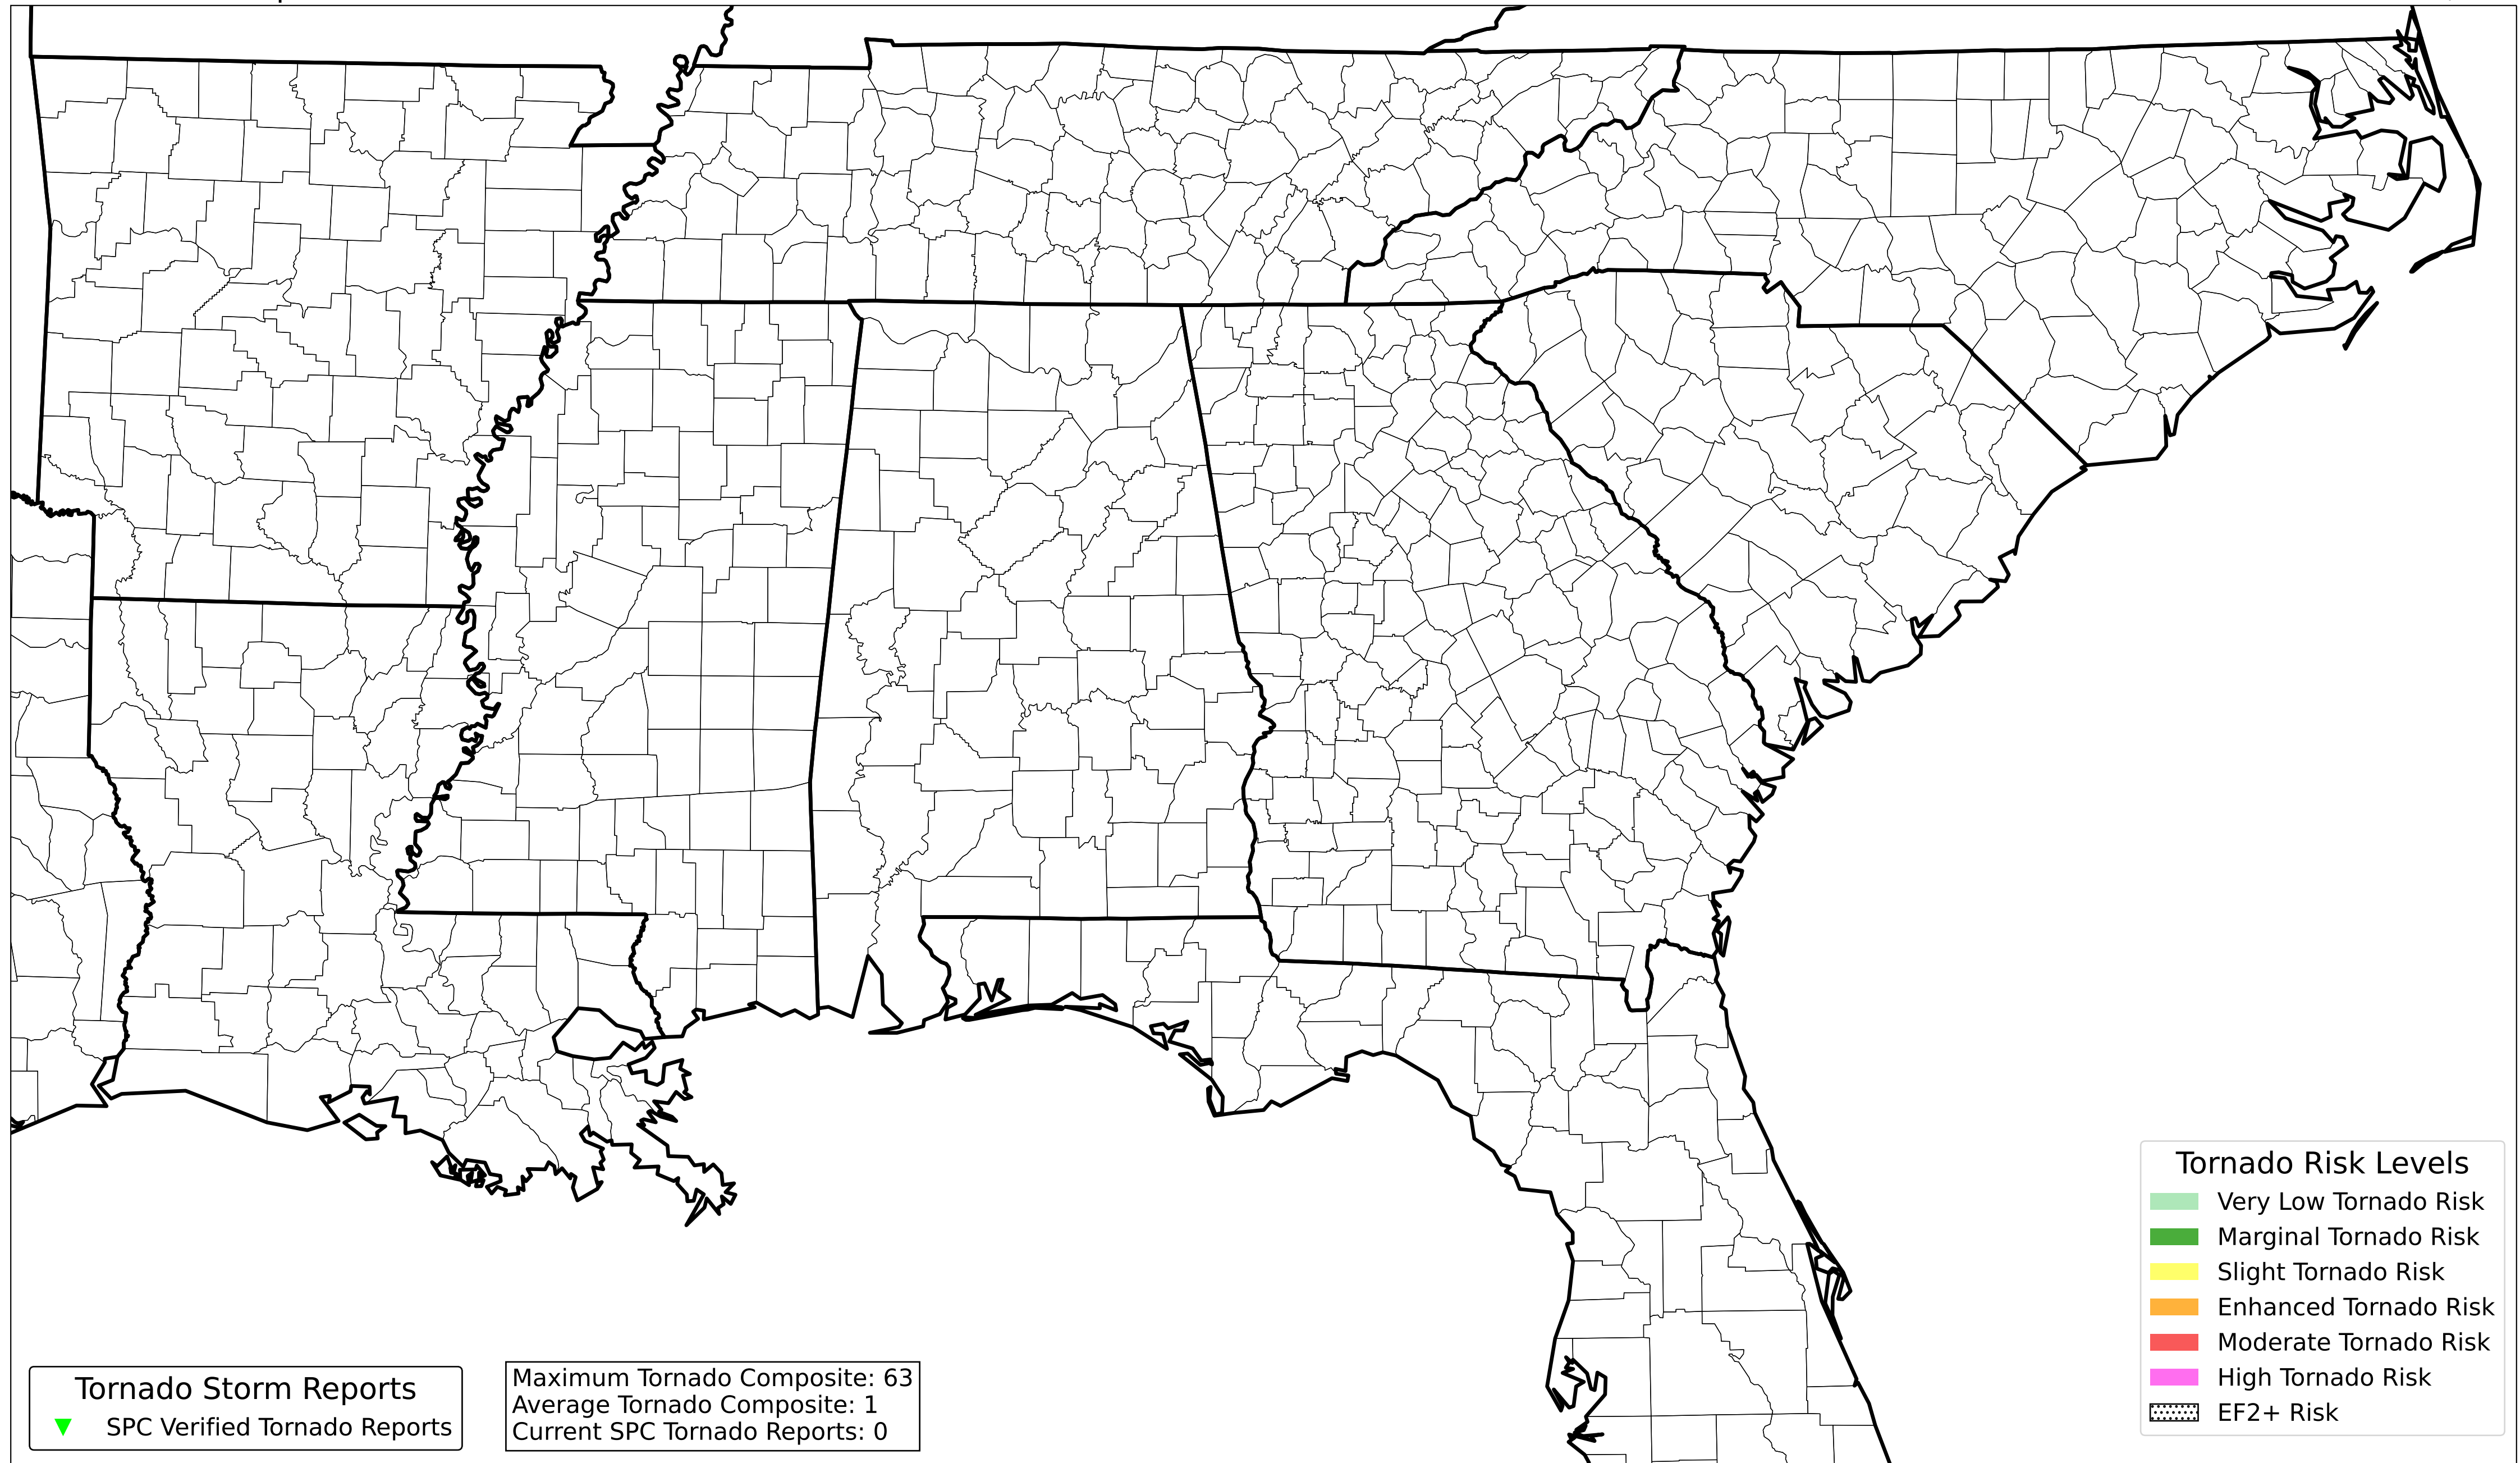 Tornado Risk Levels
Very Low Tornado Risk
Marginal Tornado Risk
Slight Tornado Risk
Enhanced Tornado Risk
Moderate Tornado Risk
High Tornado Risk
EF2+ Risk
Tornado Storm Reports
SPC Verified Tornado Reports
Maximum Tornado Composite: 63
Average Tornado Composite: 1
Current SPC Tornado Reports: 0